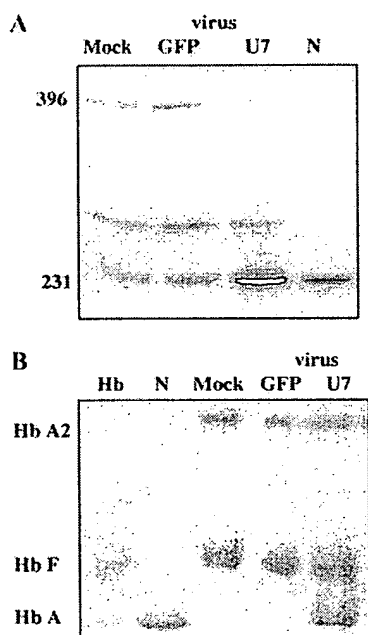 A
virus
Mock GFP U7 N
396
231
B
virus
Hb N Mock GFP U7
Hb A2
Hb F
Hb A